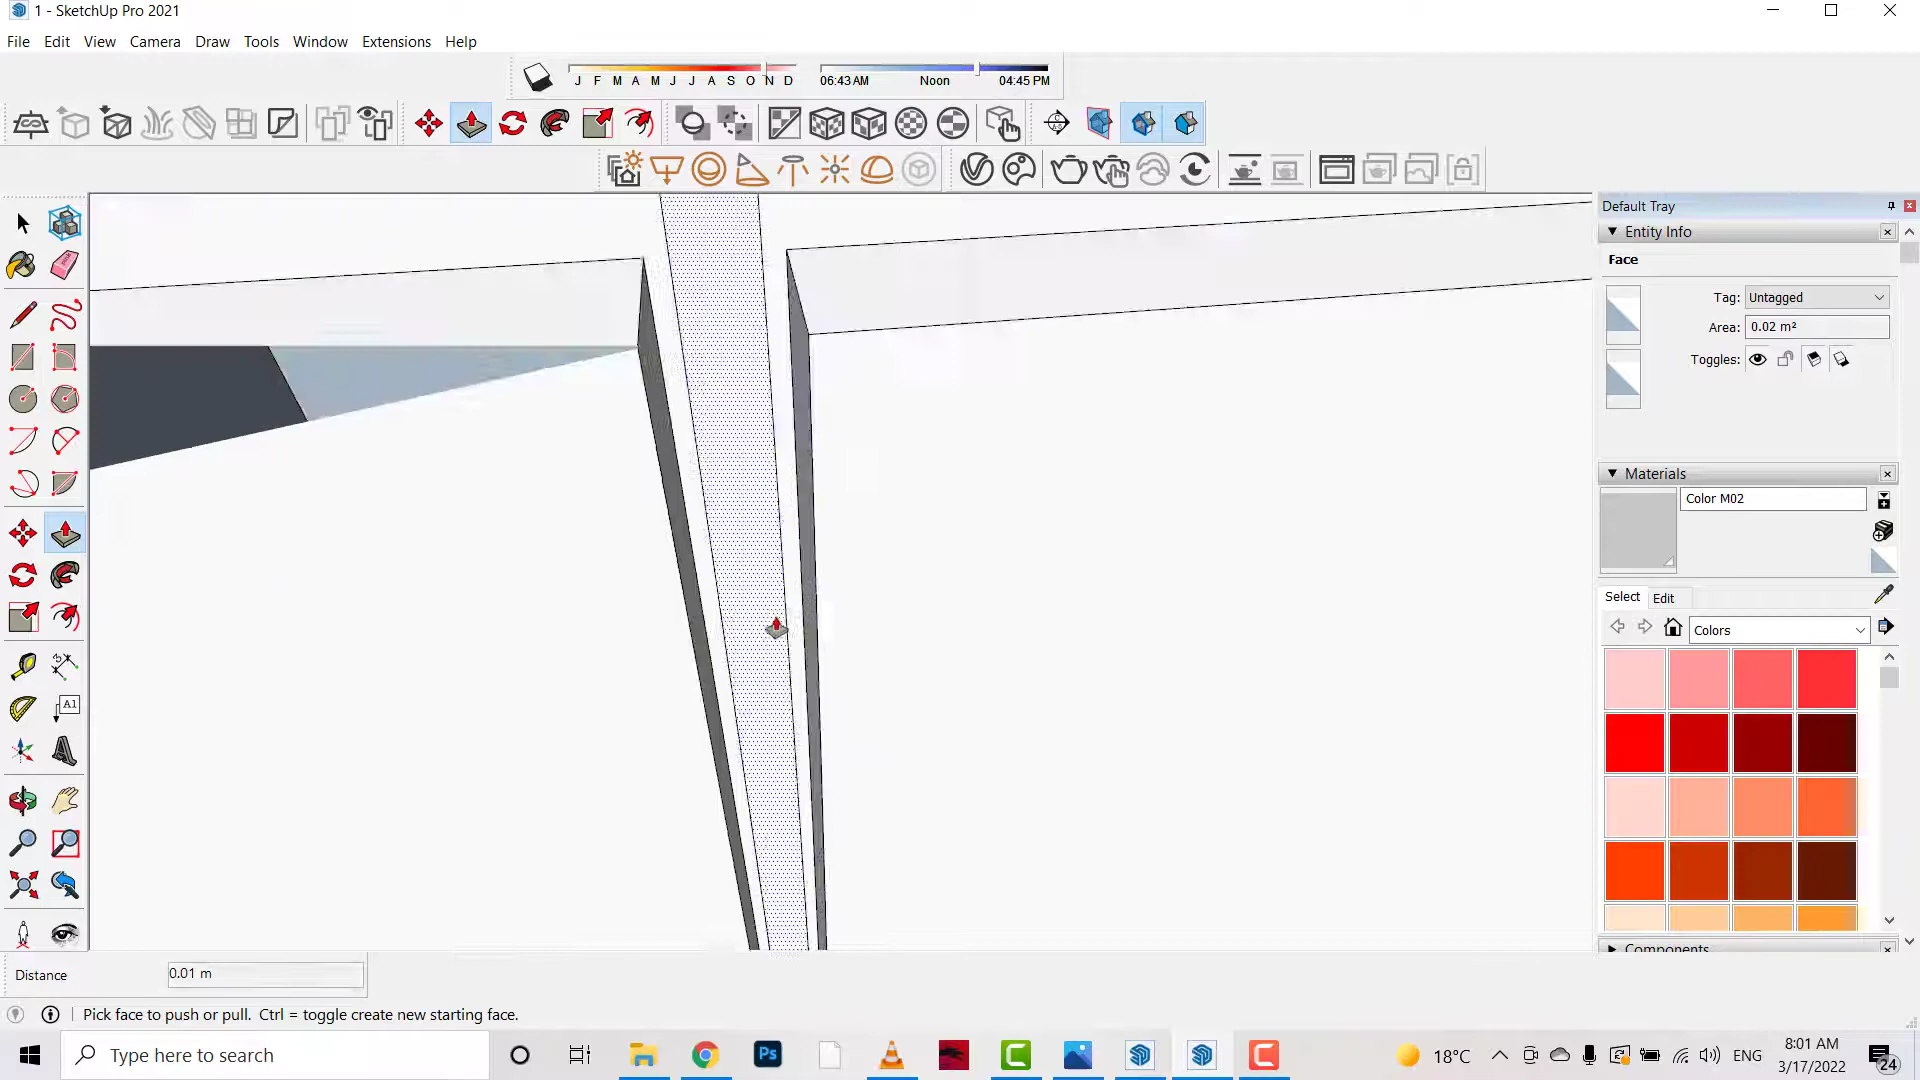 1 - SketchUp Pro 2021
File Edit View Camera Draw Tools Window Extensions Help
J F M A M J J A S O N D 06:43 AM Noon 04:45 PM
Default Tray
Entity Info
Face
Tag: Untagged
Area: 0.02 m²
Toggles:
Materials
Color M02
Select Edit
Colors
A1
Components
Distance 0.01 m
Pick face to push or pull. Ctrl = toggle create new starting face.
Type here to search
Ps
18°C ENG 8:01 AM
3/17/2022
24